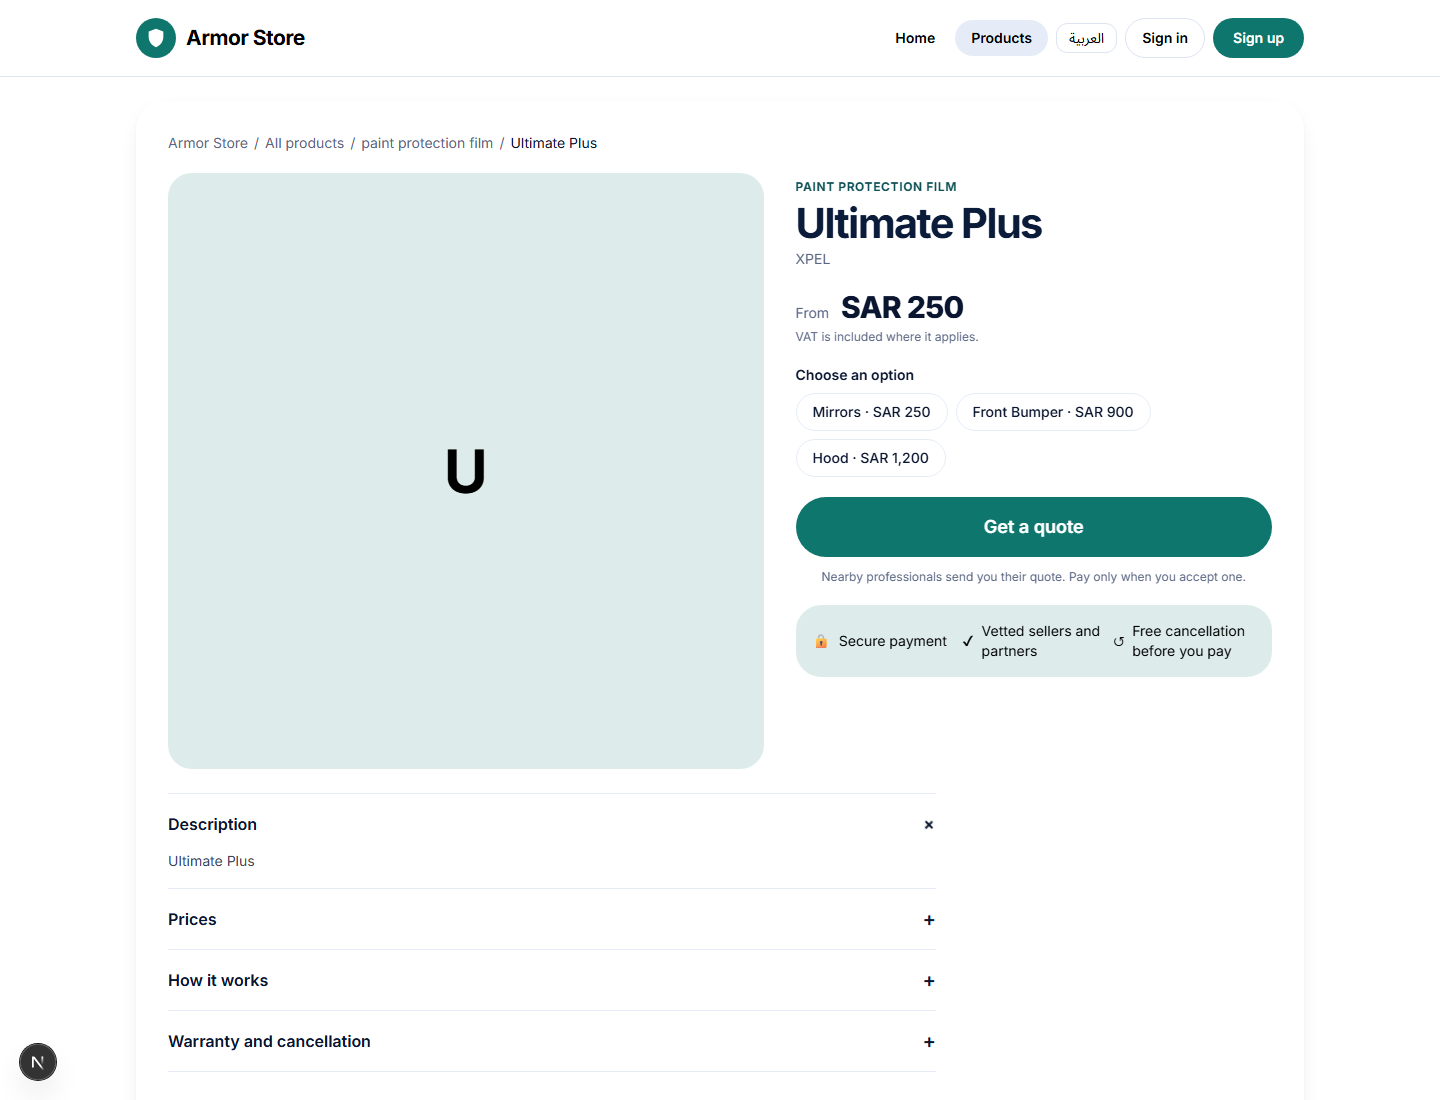 Armor Store
Home
Products
العربية
Sign in
Sign up
Armor Store / All products / paint protection film / Ultimate Plus
U
PAINT PROTECTION FILM
Ultimate Plus
XPEL
From SAR 250
VAT is included where it applies.
Choose an option
Mirrors · SAR 250
Front Bumper · SAR 900
Hood · SAR 1,200
Get a quote
Nearby professionals send you their quote. Pay only when you accept one.
Secure payment
Vetted sellers and
partners
Free cancellation
before you pay
Description
Ultimate Plus
Prices
How it works
Warranty and cancellation
N